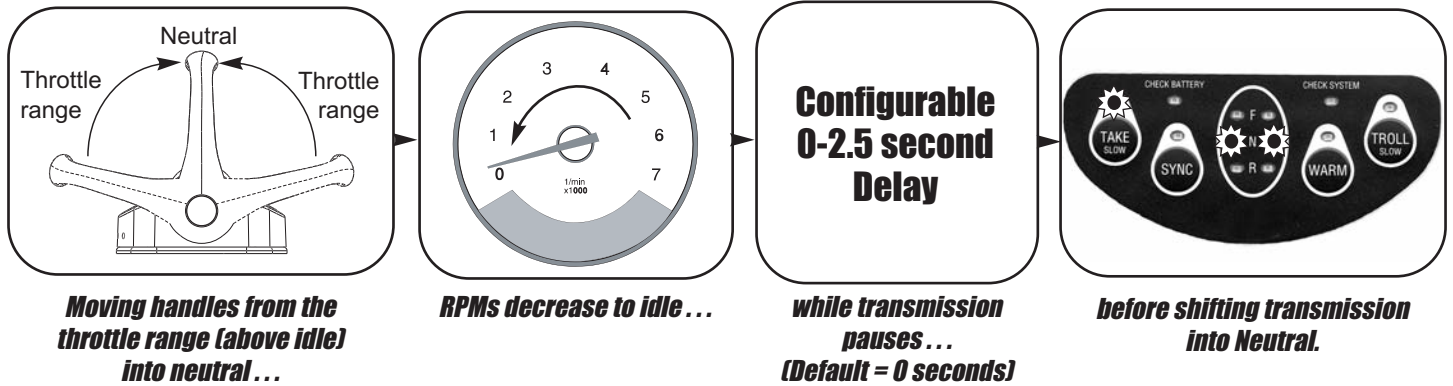 Neutral
Throttle
range
Throttle
range
0
1
2
3
4
5
6
7
1/min
x1000
Configurable
0-2.5 second
Delay
CHECK BATTERY
CHECK SYSTEM
TAKE
SLOW
SYNC
F
N
R
WARM
TROLL
SLOW
Moving handles from the
throttle range (above idle)
into neutral . . .
RPMs decrease to idle . . .
while transmission
pauses . . .
(Default = 0 seconds)
before shifting transmission
into Neutral.